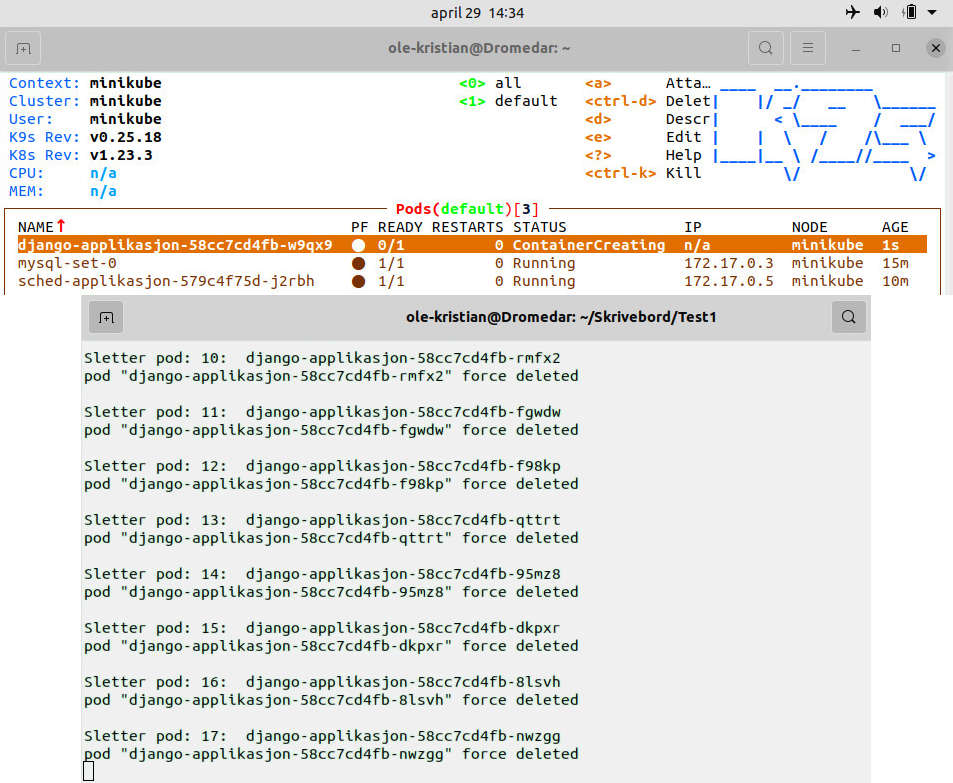 april 29 14:34
ole-kristian@Dromedar: ~
Context: minikube <0> all <a> Atta…
Cluster: minikube <1> default <ctrl-d> Delet
User: minikube <d> Descr
K9s Rev: v0.25.18 <e> Edit
K8s Rev: v1.23.3 <?> Help
CPU: n/a <ctrl-k> Kill
MEM: n/a
Pods(default)[3]
NAME↑ PF READY RESTARTS STATUS IP NODE AGE
django-applikasjon-58cc7cd4fb-w9qx9 ● 0/1 0 ContainerCreating n/a minikube 1s
mysql-set-0 ● 1/1 0 Running 172.17.0.3 minikube 15m
sched-applikasjon-579c4f75d-j2rbh ● 1/1 0 Running 172.17.0.5 minikube 10m
ole-kristian@Dromedar: ~/Skrivebord/Test1
Sletter pod: 10: django-applikasjon-58cc7cd4fb-rmfx2
pod "django-applikasjon-58cc7cd4fb-rmfx2" force deleted
Sletter pod: 11: django-applikasjon-58cc7cd4fb-fgwdw
pod "django-applikasjon-58cc7cd4fb-fgwdw" force deleted
Sletter pod: 12: django-applikasjon-58cc7cd4fb-f98kp
pod "django-applikasjon-58cc7cd4fb-f98kp" force deleted
Sletter pod: 13: django-applikasjon-58cc7cd4fb-qttrt
pod "django-applikasjon-58cc7cd4fb-qttrt" force deleted
Sletter pod: 14: django-applikasjon-58cc7cd4fb-95mz8
pod "django-applikasjon-58cc7cd4fb-95mz8" force deleted
Sletter pod: 15: django-applikasjon-58cc7cd4fb-dkpxr
pod "django-applikasjon-58cc7cd4fb-dkpxr" force deleted
Sletter pod: 16: django-applikasjon-58cc7cd4fb-8lsvh
pod "django-applikasjon-58cc7cd4fb-8lsvh" force deleted
Sletter pod: 17: django-applikasjon-58cc7cd4fb-nwzgg
pod "django-applikasjon-58cc7cd4fb-nwzgg" force deleted